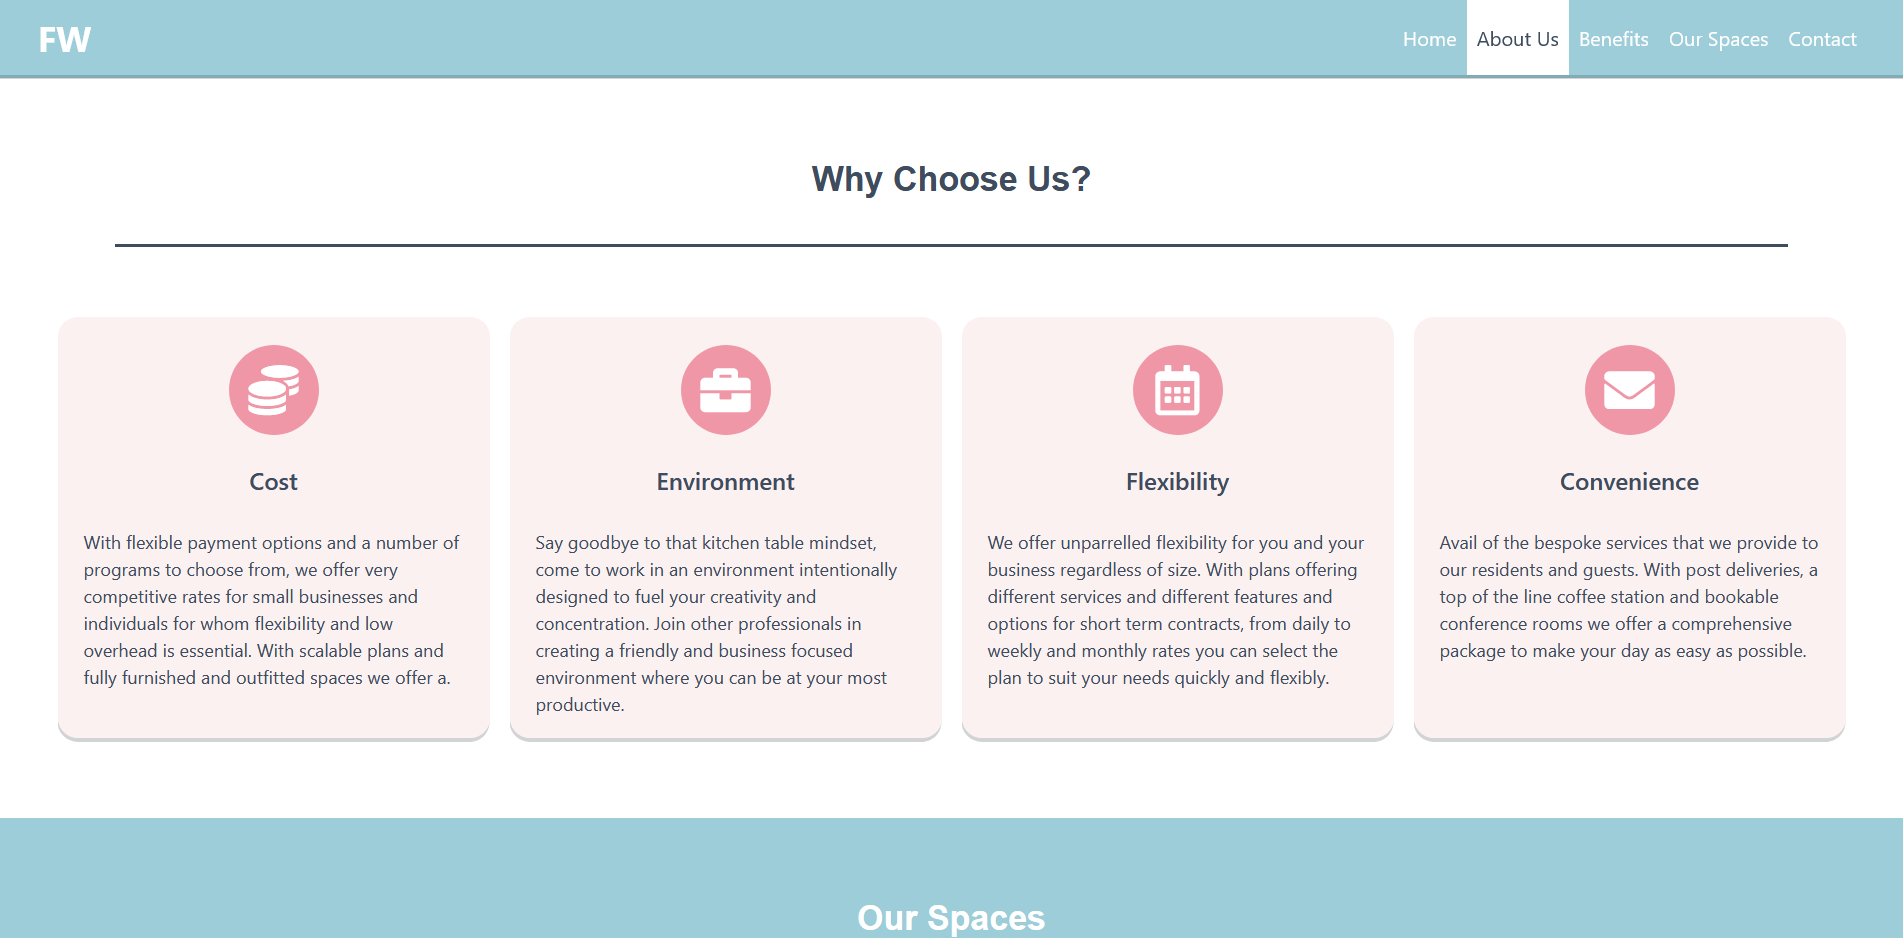 FW
Home About Us Benefits Our Spaces Contact
Why Choose Us?
Cost
With flexible payment options and a number of
programs to choose from, we offer very
competitive rates for small businesses and
individuals for whom flexibility and low
overhead is essential. With scalable plans and
fully furnished and outfitted spaces we offer a.
Environment
Say goodbye to that kitchen table mindset,
come to work in an environment intentionally
designed to fuel your creativity and
concentration. Join other professionals in
creating a friendly and business focused
environment where you can be at your most
productive.
Flexibility
We offer unparrelled flexibility for you and your
business regardless of size. With plans offering
different services and different features and
options for short term contracts, from daily to
weekly and monthly rates you can select the
plan to suit your needs quickly and flexibly.
Convenience
Avail of the bespoke services that we provide to
our residents and guests. With post deliveries, a
top of the line coffee station and bookable
conference rooms we offer a comprehensive
package to make your day as easy as possible.
Our Spaces